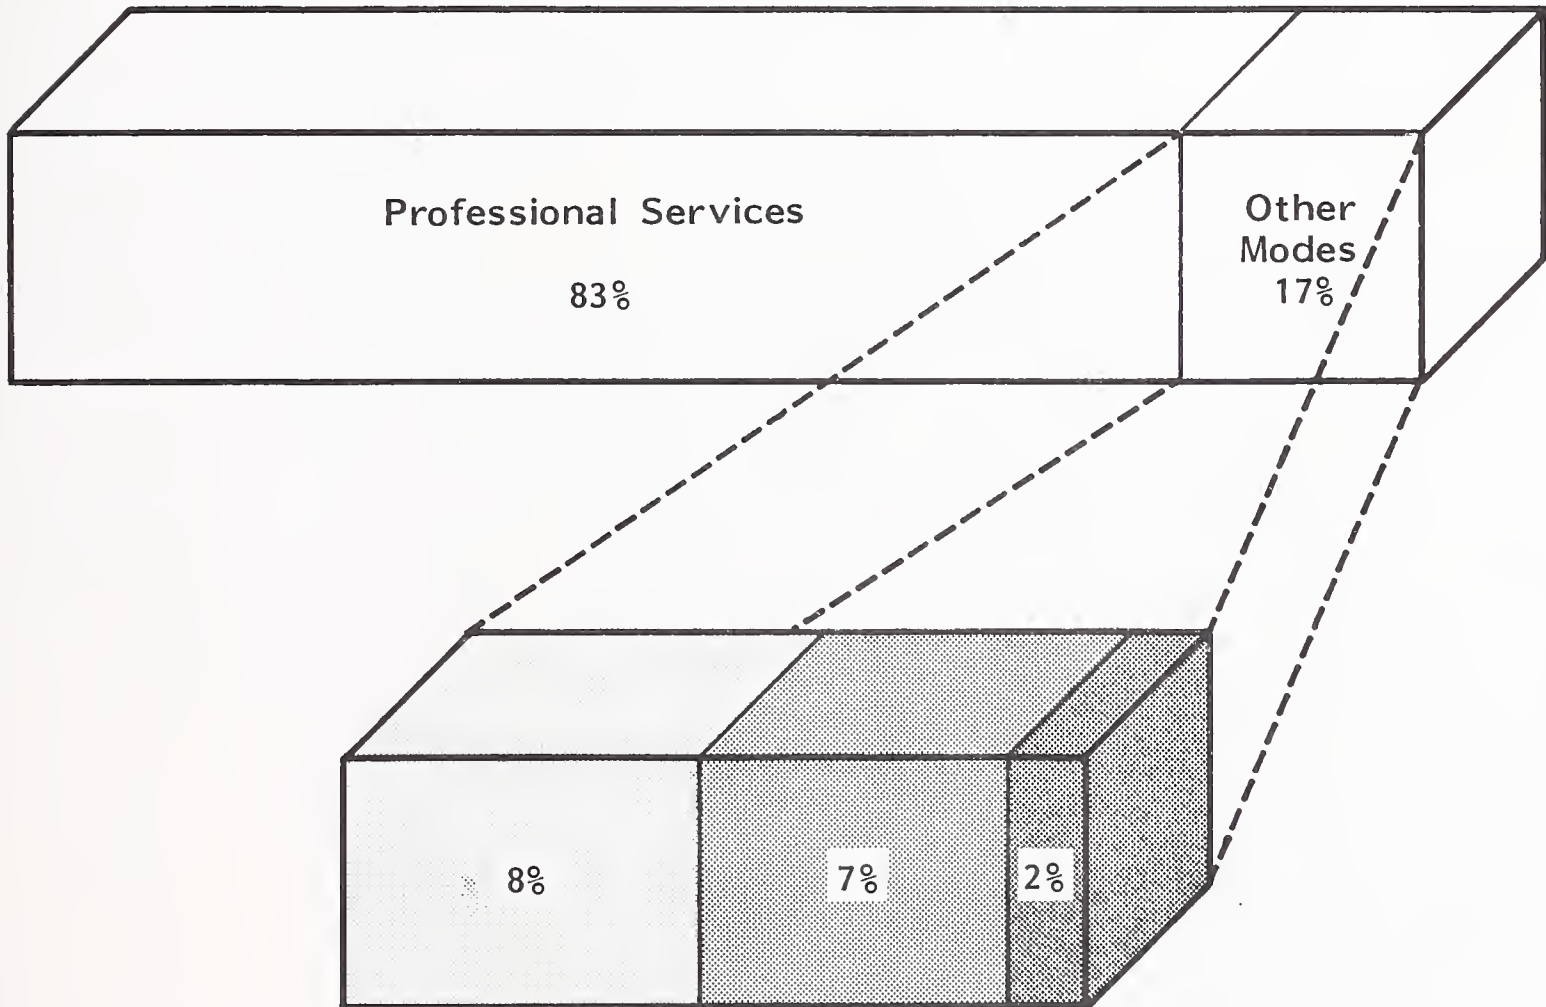 Professional Services
83%
Other
Modes
17%
8%
7%
2%